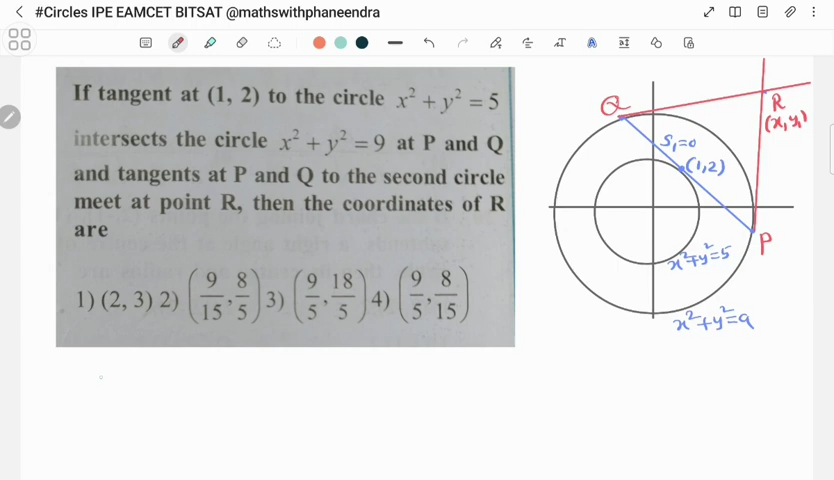 #Circles IPE EAMCET BITSAT @mathswithphaneendra
If tangent at (1, 2) to the circle x² + y² = 5
intersects the circle x² + y² = 9 at P and Q
and tangents at P and Q to the second circle
meet at point R, then the coordinates of R
are
1) (2, 3) 2) (9/15, 8/5) 3) (9/5, 18/5) 4) (9/5, 8/15)
Q
R
(x₁ y₁)
S₁=0
(1,2)
P
x²+y²=5
x²+y²=9